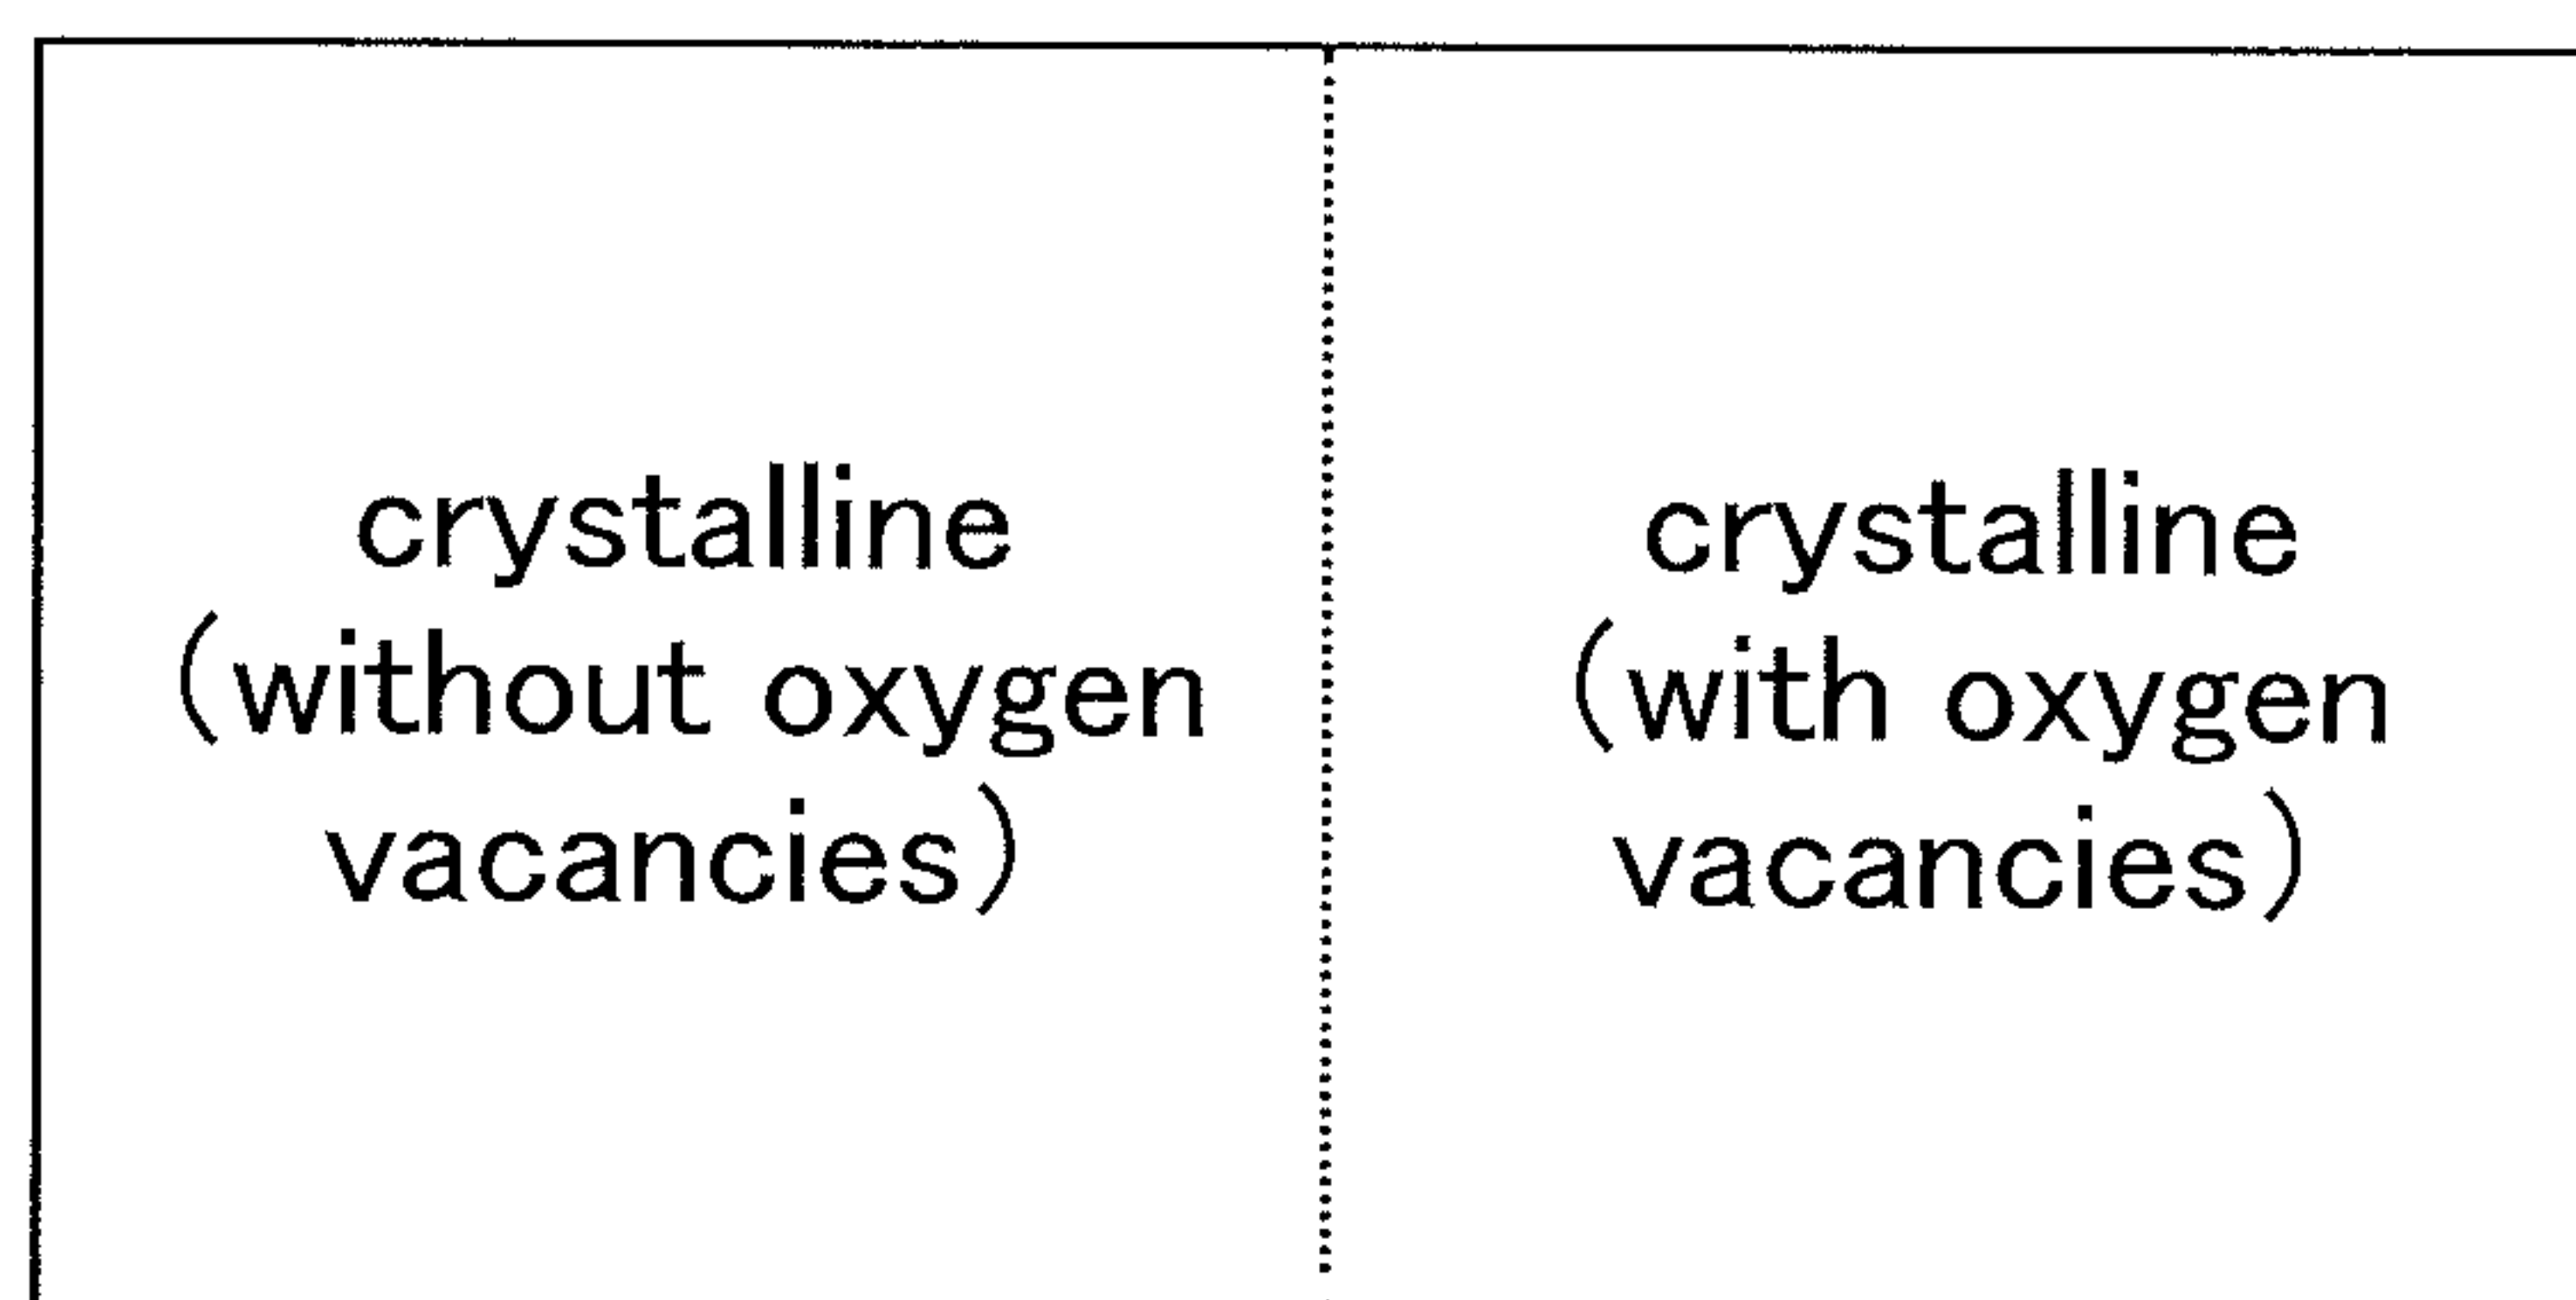 crystalline
(without oxygen
vacancies)
crystalline
(with oxygen
vacancies)